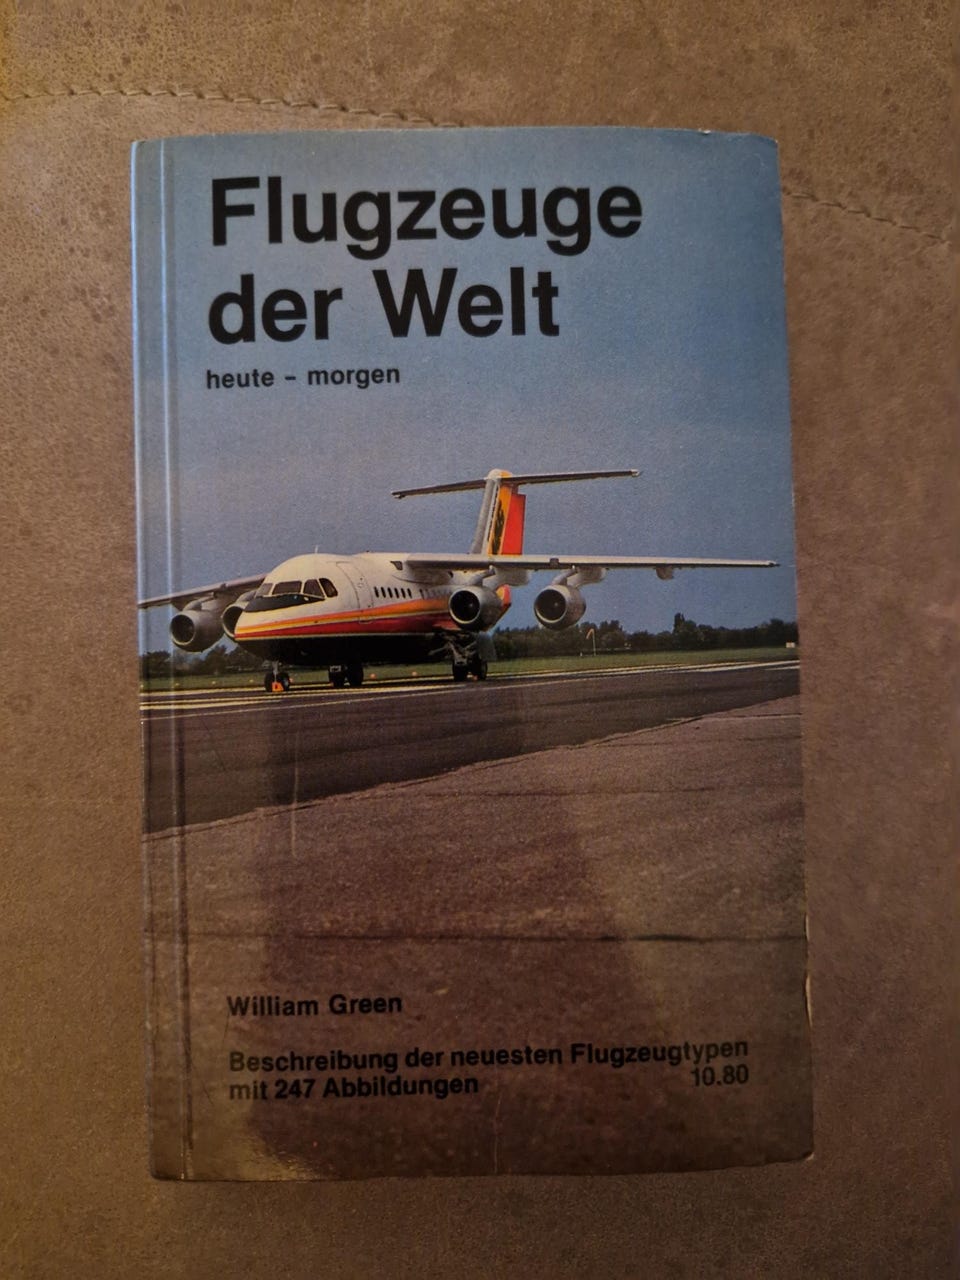 Flugzeuge
der Welt
heute – morgen
William Green
Beschreibung der neuesten Flugzeugtypen
mit 247 Abbildungen
10.80